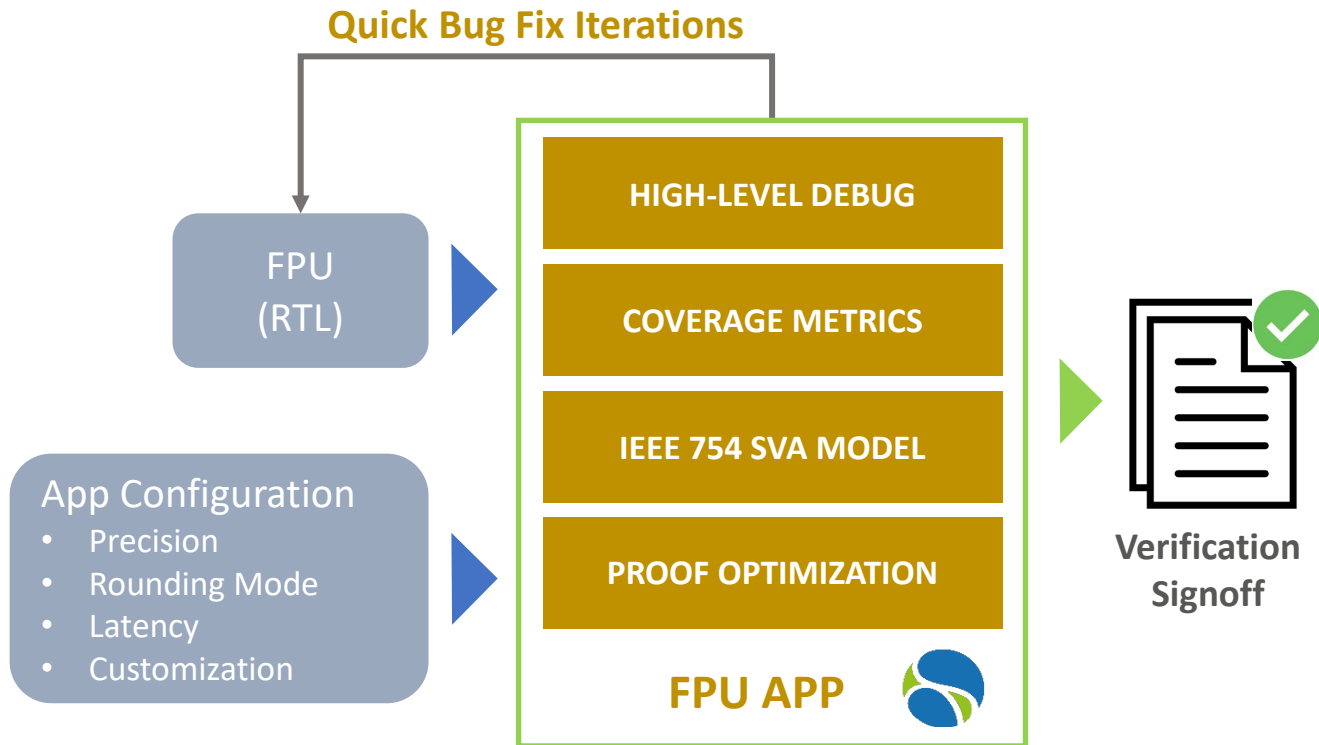 Quick Bug Fix Iterations
FPU
(RTL)
App Configuration
• Precision
• Rounding Mode
• Latency
• Customization
HIGH-LEVEL DEBUG
COVERAGE METRICS
IEEE 754 SVA MODEL
PROOF OPTIMIZATION
FPU APP
Verification
Signoff